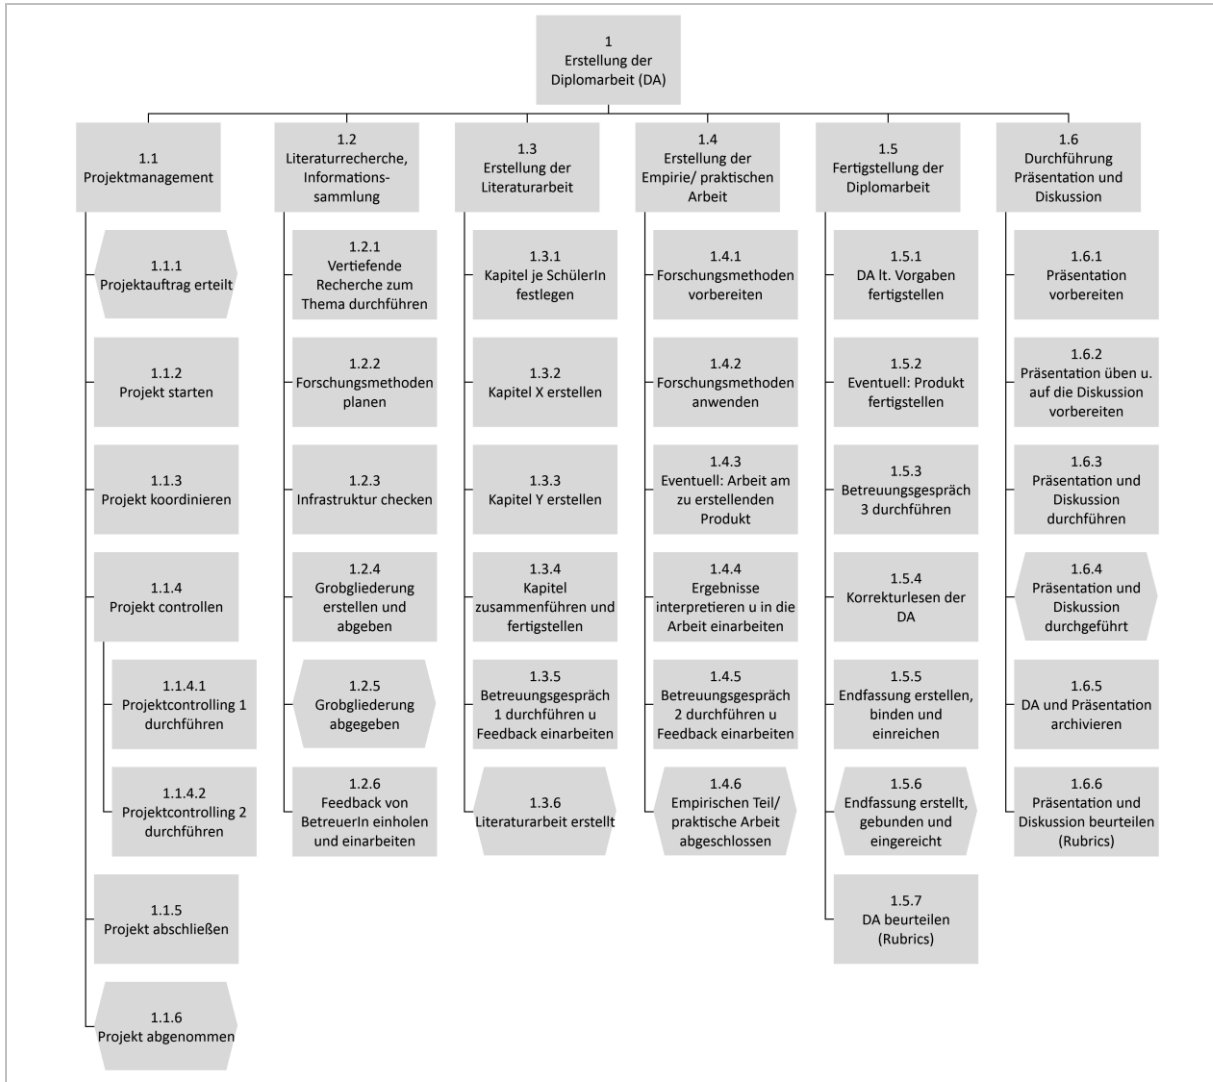 1
Erstellung der
Diplomarbeit (DA)
1.1
Projektmanagement
1.1.1
Projektauftrag erteilt
1.1.2
Projekt starten
1.1.3
Projekt koordinieren
1.1.4
Projekt controllen
1.1.4.1
Projektcontrolling 1
durchführen
1.1.4.2
Projektcontrolling 2
durchführen
1.1.5
Projekt abschließen
1.1.6
Projekt abgenommen
1.2
Literaturrecherche,
Informations-
sammlung
1.2.1
Vertiefende
Recherche zum
Thema durchführen
1.2.2
Forschungsmethoden
planen
1.2.3
Infrastruktur checken
1.2.4
Grobgliederung
erstellen und
abgeben
1.2.5
Grobgliederung
abgegeben
1.2.6
Feedback von
BetreuerIn einholen
und einarbeiten
1.3
Erstellung der
Literaturarbeit
1.3.1
Kapitel je SchülerIn
festlegen
1.3.2
Kapitel X erstellen
1.3.3
Kapitel Y erstellen
1.3.4
Kapitel
zusammenführen und
fertigstellen
1.3.5
Betreuungsgespräch
1 durchführen u
Feedback einarbeiten
1.3.6
Literaturarbeit erstellt
1.4
Erstellung der
Empirie/ praktischen
Arbeit
1.4.1
Forschungsmethoden
vorbereiten
1.4.2
Forschungsmethoden
anwenden
1.4.3
Eventuell: Arbeit am
zu erstellenden
Produkt
1.4.4
Ergebnisse
interpretieren u in die
Arbeit einarbeiten
1.4.5
Betreuungsgespräch
2 durchführen u
Feedback einarbeiten
1.4.6
Empirischen Teil/
praktische Arbeit
abgeschlossen
1.5
Fertigstellung der
Diplomarbeit
1.5.1
DA lt. Vorgaben
fertigstellen
1.5.2
Eventuell: Produkt
fertigstellen
1.5.3
Betreuungsgespräch
3 durchführen
1.5.4
Korrekturlesen der
DA
1.5.5
Endfassung erstellen,
binden und
einreichen
1.5.6
Endfassung erstellt,
gebunden und
eingereicht
1.5.7
DA beurteilen
(Rubrics)
1.6
Durchführung
Präsentation und
Diskussion
1.6.1
Präsentation
vorbereiten
1.6.2
Präsentation üben u.
auf die Diskussion
vorbereiten
1.6.3
Präsentation und
Diskussion
durchführen
1.6.4
Präsentation und
Diskussion
durchgeführt
1.6.5
DA und Präsentation
archivieren
1.6.6
Präsentation und
Diskussion beurteilen
(Rubrics)